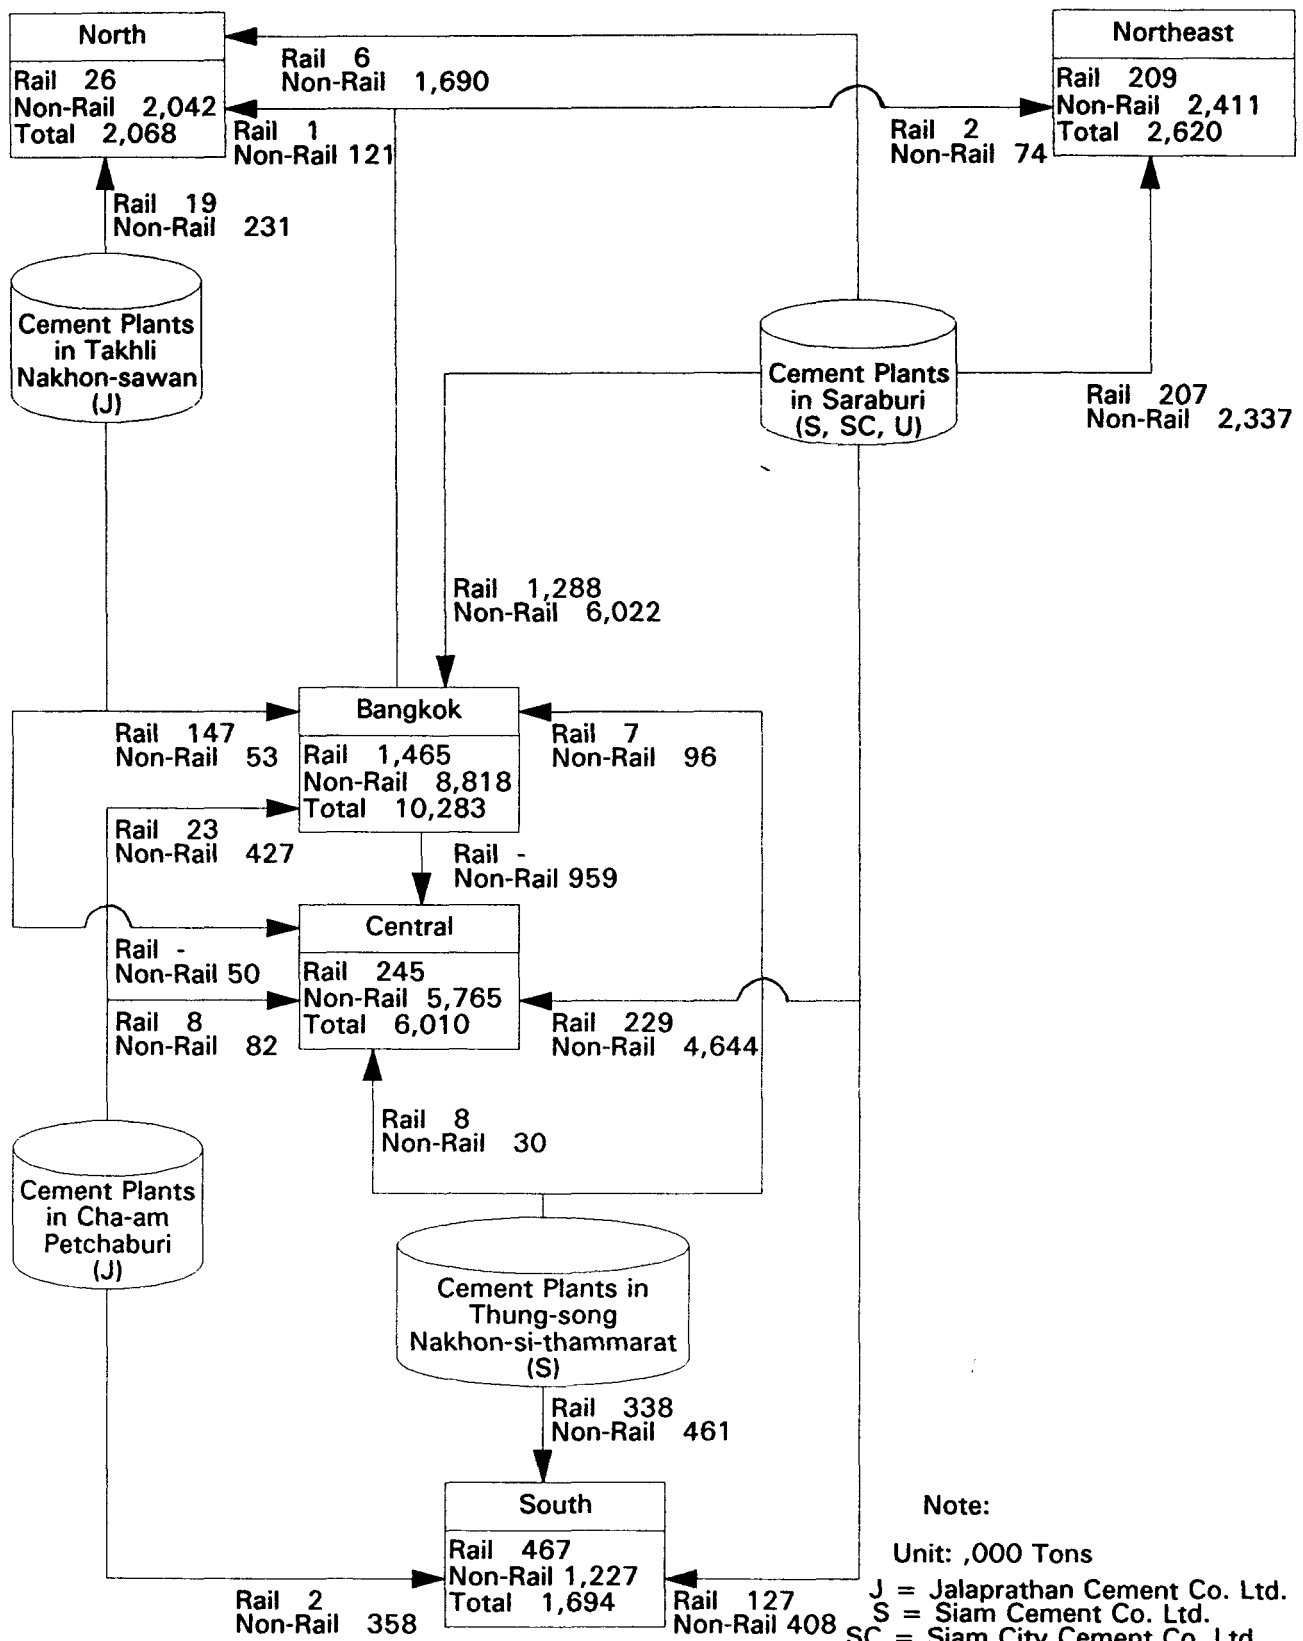 North
Rail 26
Non-Rail 2,042
Total 2,068
Rail 6
Non-Rail 1,690
Northeast
Rail 209
Non-Rail 2,411
Total 2,620
Rail 1
Non-Rail 121
Rail 2
Non-Rail 74
Rail 19
Non-Rail 231
Cement Plants
in Takhli
Nakhon-sawan
(J)
Cement Plants
in Saraburi
(S, SC, U)
Rail 207
Non-Rail 2,337
Rail 1,288
Non-Rail 6,022
Bangkok
Rail 1,465
Non-Rail 8,818
Total 10,283
Rail 147
Non-Rail 53
Rail 7
Non-Rail 96
Rail 23
Non-Rail 427
Rail -
Non-Rail 959
Central
Rail 245
Non-Rail 5,765
Total 6,010
Rail -
Non-Rail 50
Rail 8
Non-Rail 82
Rail 229
Non-Rail 4,644
Rail 8
Non-Rail 30
Cement Plants
in Cha-am
Petchaburi
(J)
Cement Plants in
Thung-song
Nakhon-si-thammarat
(S)
Rail 338
Non-Rail 461
South
Rail 467
Non-Rail 1,227
Total 1,694
Rail 2
Non-Rail 358
Rail 127
Non-Rail 408
Note:
Unit: ,000 Tons
J = Jalaprathan Cement Co. Ltd.
S = Siam Cement Co. Ltd.
SC = Siam City Cement Co. Ltd